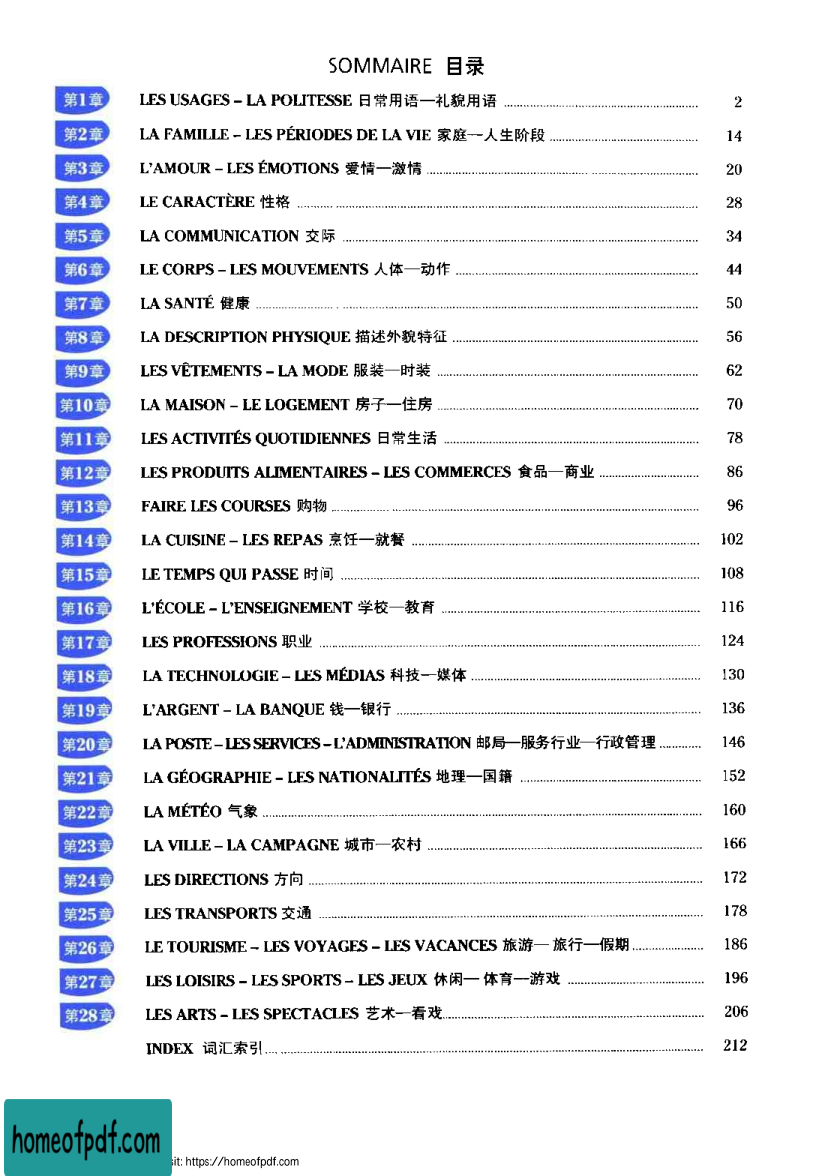 SOMMAIRE 目录
第1章 LES USAGES – LA POLITESSE 日常用语—礼貌用语 2
第2章 LA FAMILLE – LES PÉRIODES DE LA VIE 家庭—人生阶段 14
第3章 L'AMOUR – LES ÉMOTIONS 爱情—激情 20
第4章 LE CARACTÈRE 性格 28
第5章 LA COMMUNICATION 交际 34
第6章 LE CORPS – LES MOUVEMENTS 人体—动作 44
第7章 LA SANTÉ 健康 50
第8章 LA DESCRIPTION PHYSIQUE 描述外貌特征 56
第9章 LES VÊTEMENTS – LA MODE 服装—时装 62
第10章 LA MAISON – LE LOGEMENT 房子—住房 70
第11章 LES ACTIVITÉS QUOTIDIENNES 日常生活 78
第12章 LES PRODUITS ALIMENTAIRES – LES COMMERCES 食品—商业 86
第13章 FAIRE LES COURSES 购物 96
第14章 LA CUISINE – LES REPAS 烹饪—就餐 102
第15章 LE TEMPS QUI PASSE 时间 108
第16章 L'ÉCOLE – L'ENSEIGNEMENT 学校—教育 116
第17章 LES PROFESSIONS 职业 124
第18章 LA TECHNOLOGIE – LES MÉDIAS 科技—媒体 130
第19章 L'ARGENT – LA BANQUE 钱—银行 136
第20章 LA POSTE – LES SERVICES – L'ADMINISTRATION 邮局—服务行业—行政管理 146
第21章 LA GÉOGRAPHIE – LES NATIONALITÉS 地理—国籍 152
第22章 LA MÉTÉO 气象 160
第23章 LA VILLE – LA CAMPAGNE 城市—农村 166
第24章 LES DIRECTIONS 方向 172
第25章 LES TRANSPORTS 交通 178
第26章 LE TOURISME – LES VOYAGES – LES VACANCES 旅游—旅行—假期 186
第27章 LES LOISIRS – LES SPORTS – LES JEUX 休闲—体育—游戏 196
第28章 LES ARTS – LES SPECTACLES 艺术—看戏 206
INDEX 词汇索引 212
homeofpdf.com
sit: https://homeofpdf.com